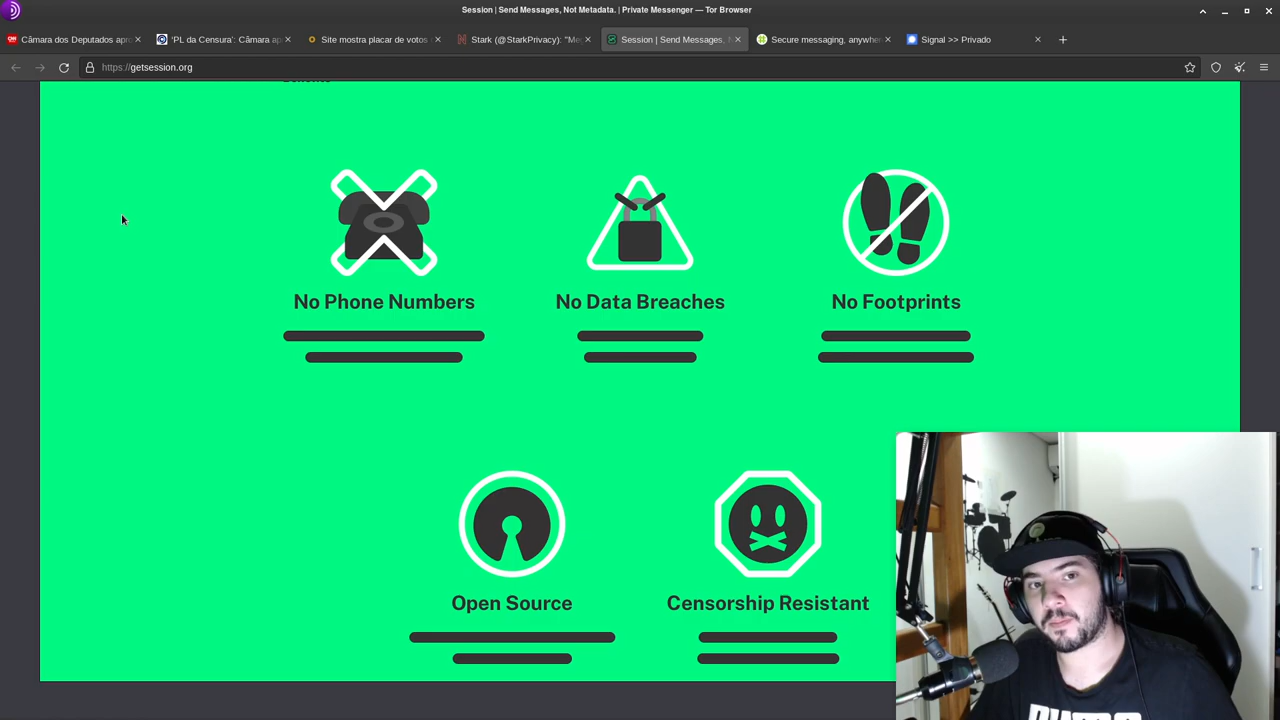 Session | Send Messages, Not Metadata. | Private Messenger — Tor Browser
Câmara dos Deputados apr
'PL da Censura': Câmara ap
Site mostra placar de votos
Stark (@StarkPrivacy): "Me
Session | Send Messages,
Secure messaging, anywhe
Signal >> Privado
https://getsession.org
Benefits
No Phone Numbers
No Data Breaches
No Footprints
Open Source
Censorship Resistant